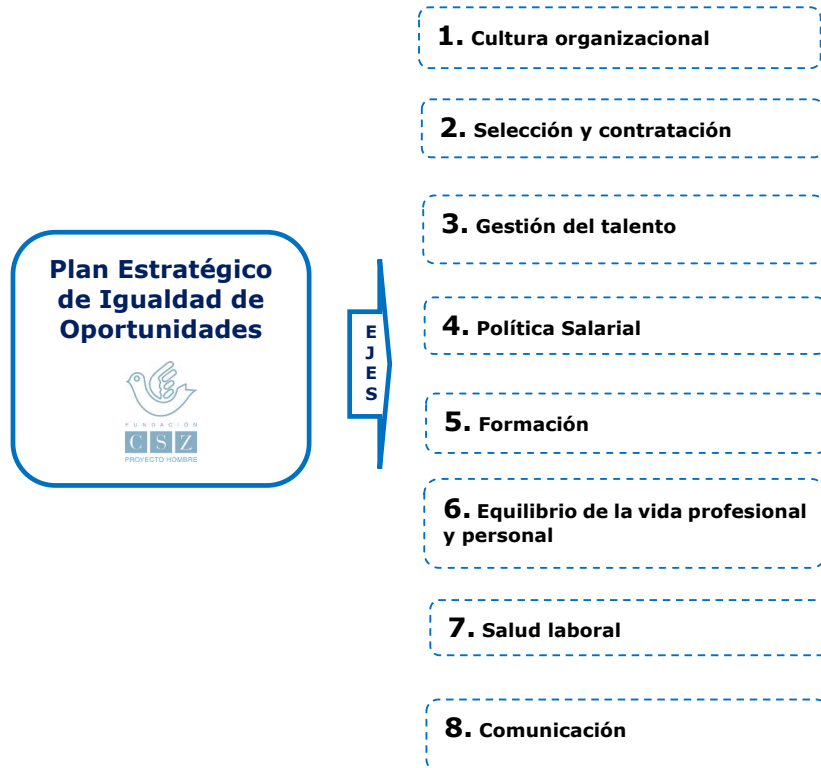 Plan Estratégico
de Igualdad de
Oportunidades
FUNDACIÓN
CSZ
PROYECTO HOMBRE
E
J
E
S
1. Cultura organizacional
2. Selección y contratación
3. Gestión del talento
4. Política Salarial
5. Formación
6. Equilibrio de la vida profesional
y personal
7. Salud laboral
8. Comunicación